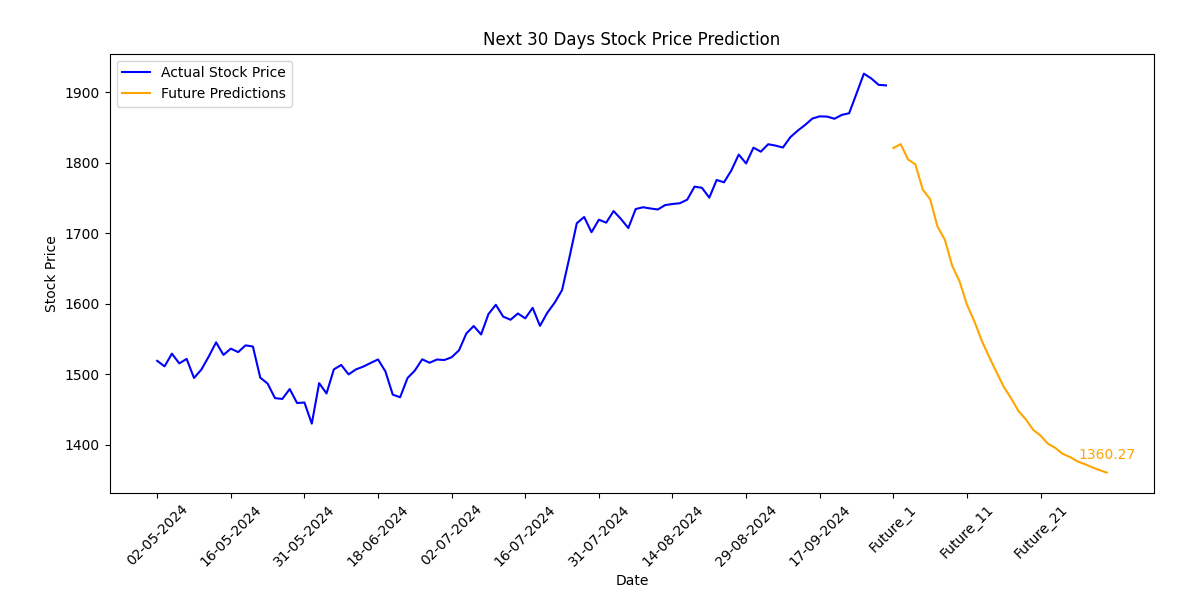 Next 30 Days Stock Price Prediction
Actual Stock Price
Future Predictions
Stock Price
1900
1800
1700
1600
1500
1400
1360.27
02-05-2024
16-05-2024
31-05-2024
18-06-2024
02-07-2024
16-07-2024
31-07-2024
14-08-2024
29-08-2024
17-09-2024
Future_1
Future_11
Future_21
Date